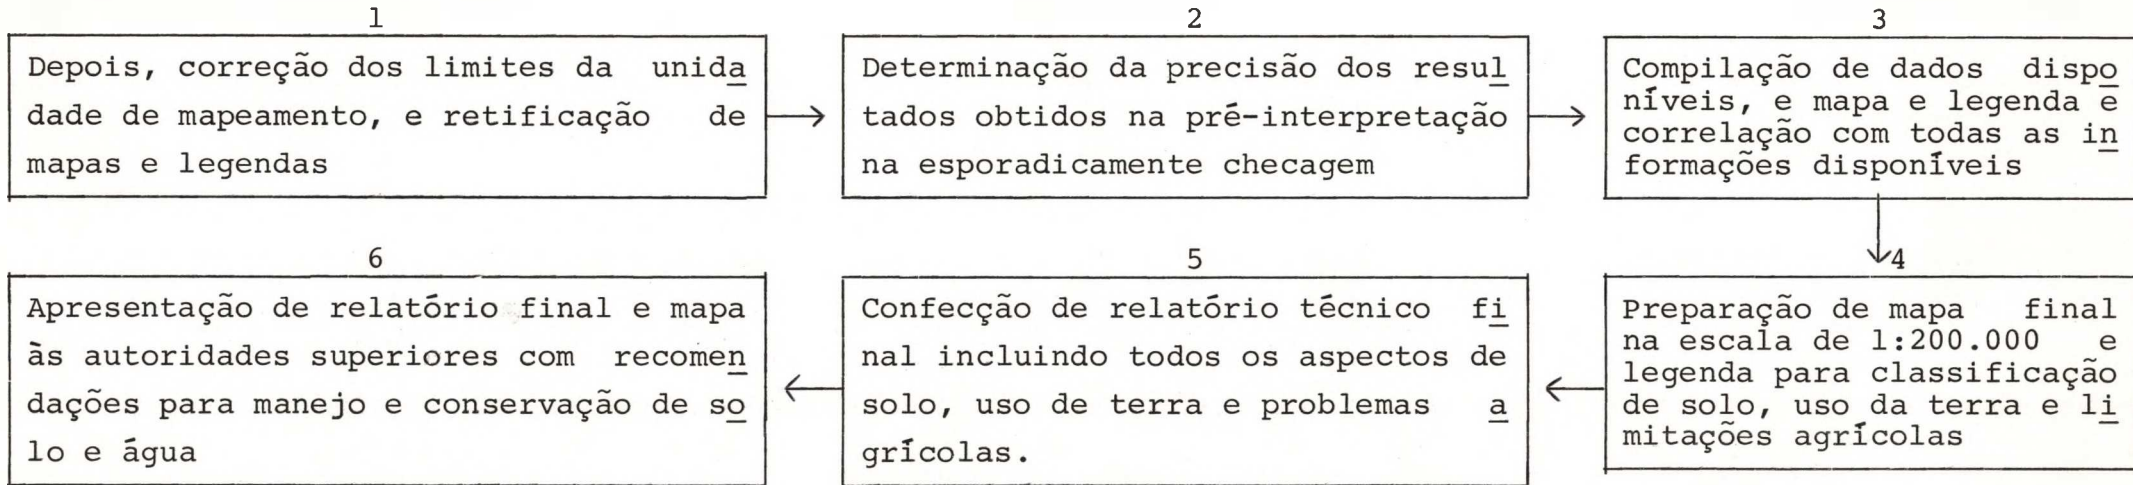 1
Depois, correção dos limites da unida
dade de mapeamento, e retificação de
mapas e legendas
2
Determinação da precisão dos resul
tados obtidos na pré-interpretação
na esporadicamente checagem
3
Compilação de dados dispo
níveis, e mapa e legenda e
correlação com todas as in
formações disponíveis
4
Preparação de mapa final
na escala de 1:200.000 e
legenda para classificação
de solo, uso da terra e li
mitações agrícolas
5
Confecção de relatório técnico fi
nal incluindo todos os aspectos de
solo, uso de terra e problemas a
grícolas.
6
Apresentação de relatório final e mapa
às autoridades superiores com recomen
dações para manejo e conservação de so
lo e água